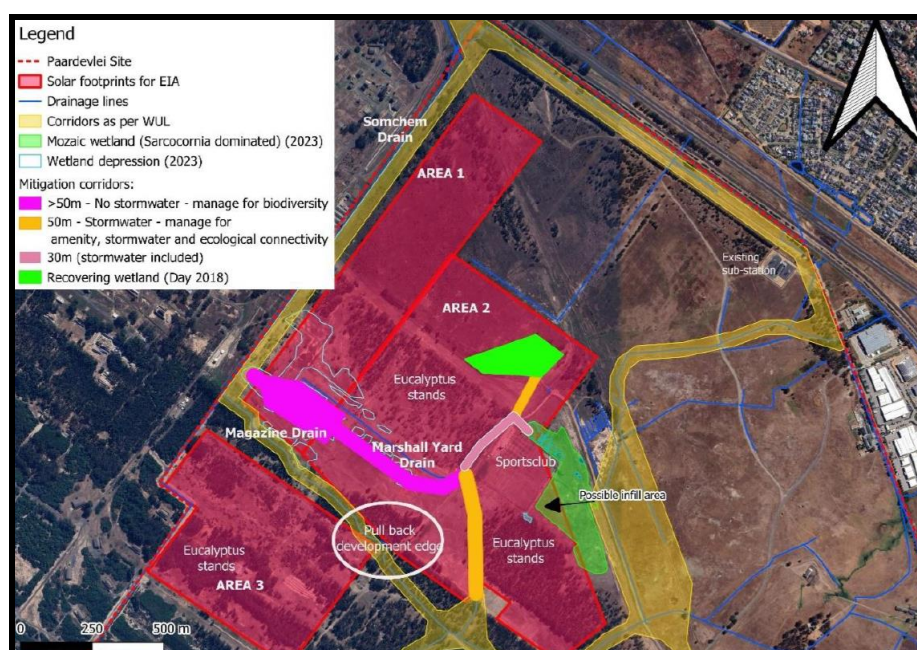 Legend
Paardevlei Site
Solar footprints for EIA
Drainage lines
Corridors as per WUL
Mozaic wetland (Sarcocornia dominated) (2023)
Wetland depression (2023)
Mitigation corridors:
>50m - No stormwater - manage for biodiversity
50m - Stormwater - manage for
amenity, stormwater and ecological connectivity
30m (stormwater included)
Recovering wetland (Day 2018)
Somchem
Drain
AREA 1
Existing
sub-station
AREA 2
Eucalyptus
stands
Magazine Drain
Marshall Yard
Drain
Sportsclub
Possible infill area
Pull back
development edge
Eucalyptus
stands
Eucalyptus
stands
AREA 3
0 250 500 m